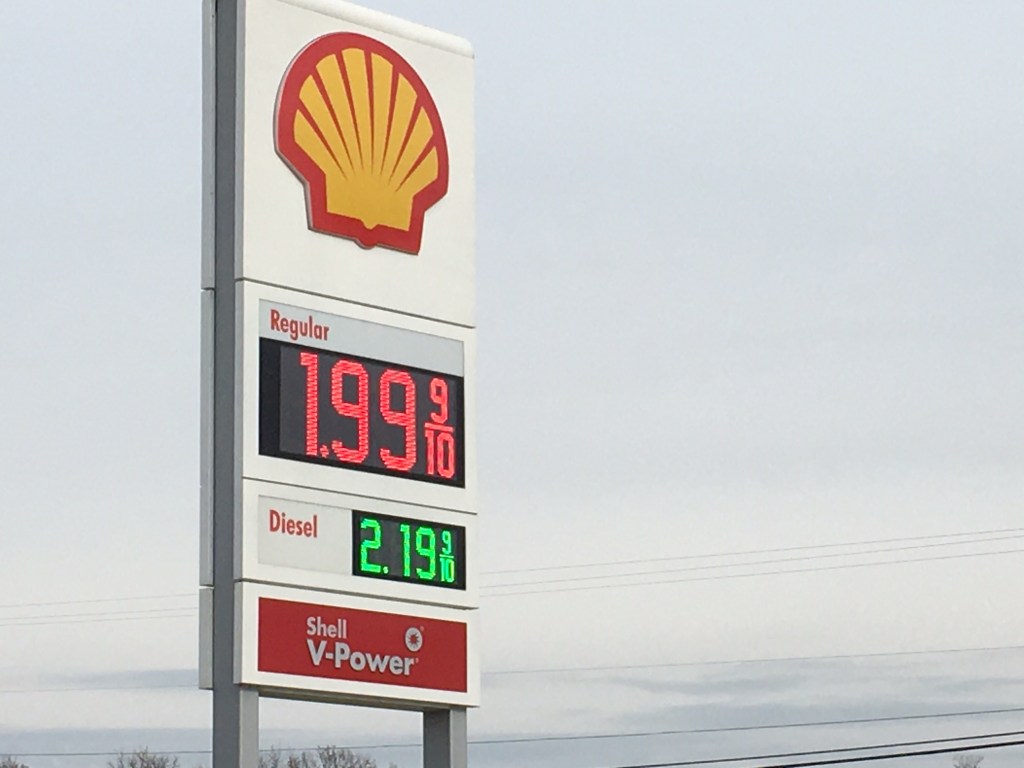 Regular
1.99 9/10
Diesel
2.19 9/10
Shell
V-Power